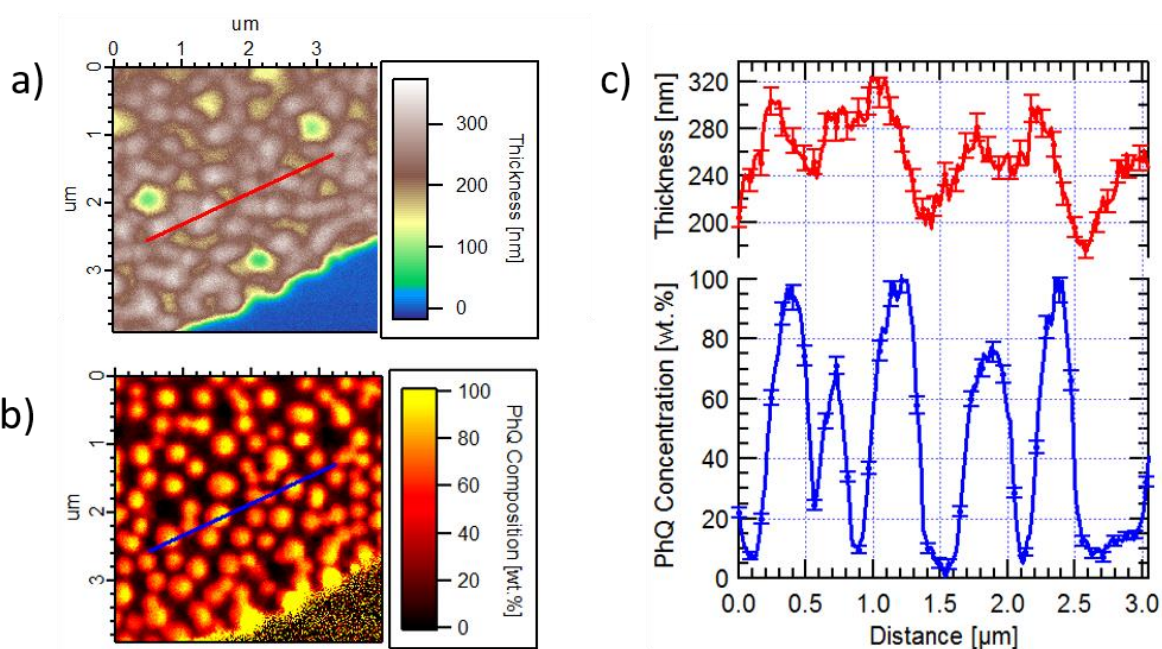 a)
um
0 1 2 3
0
1
2
3
um
300
200
100
0
Thickness [nm]
b)
0
1
2
3
um
100
80
60
40
20
0
PhQ Composition [wt.%]
c)
320
280
240
200
Thickness [nm]
100
80
60
40
20
0
PhQ Concentration [wt.%]
0.0 0.5 1.0 1.5 2.0 2.5 3.0
Distance [µm]